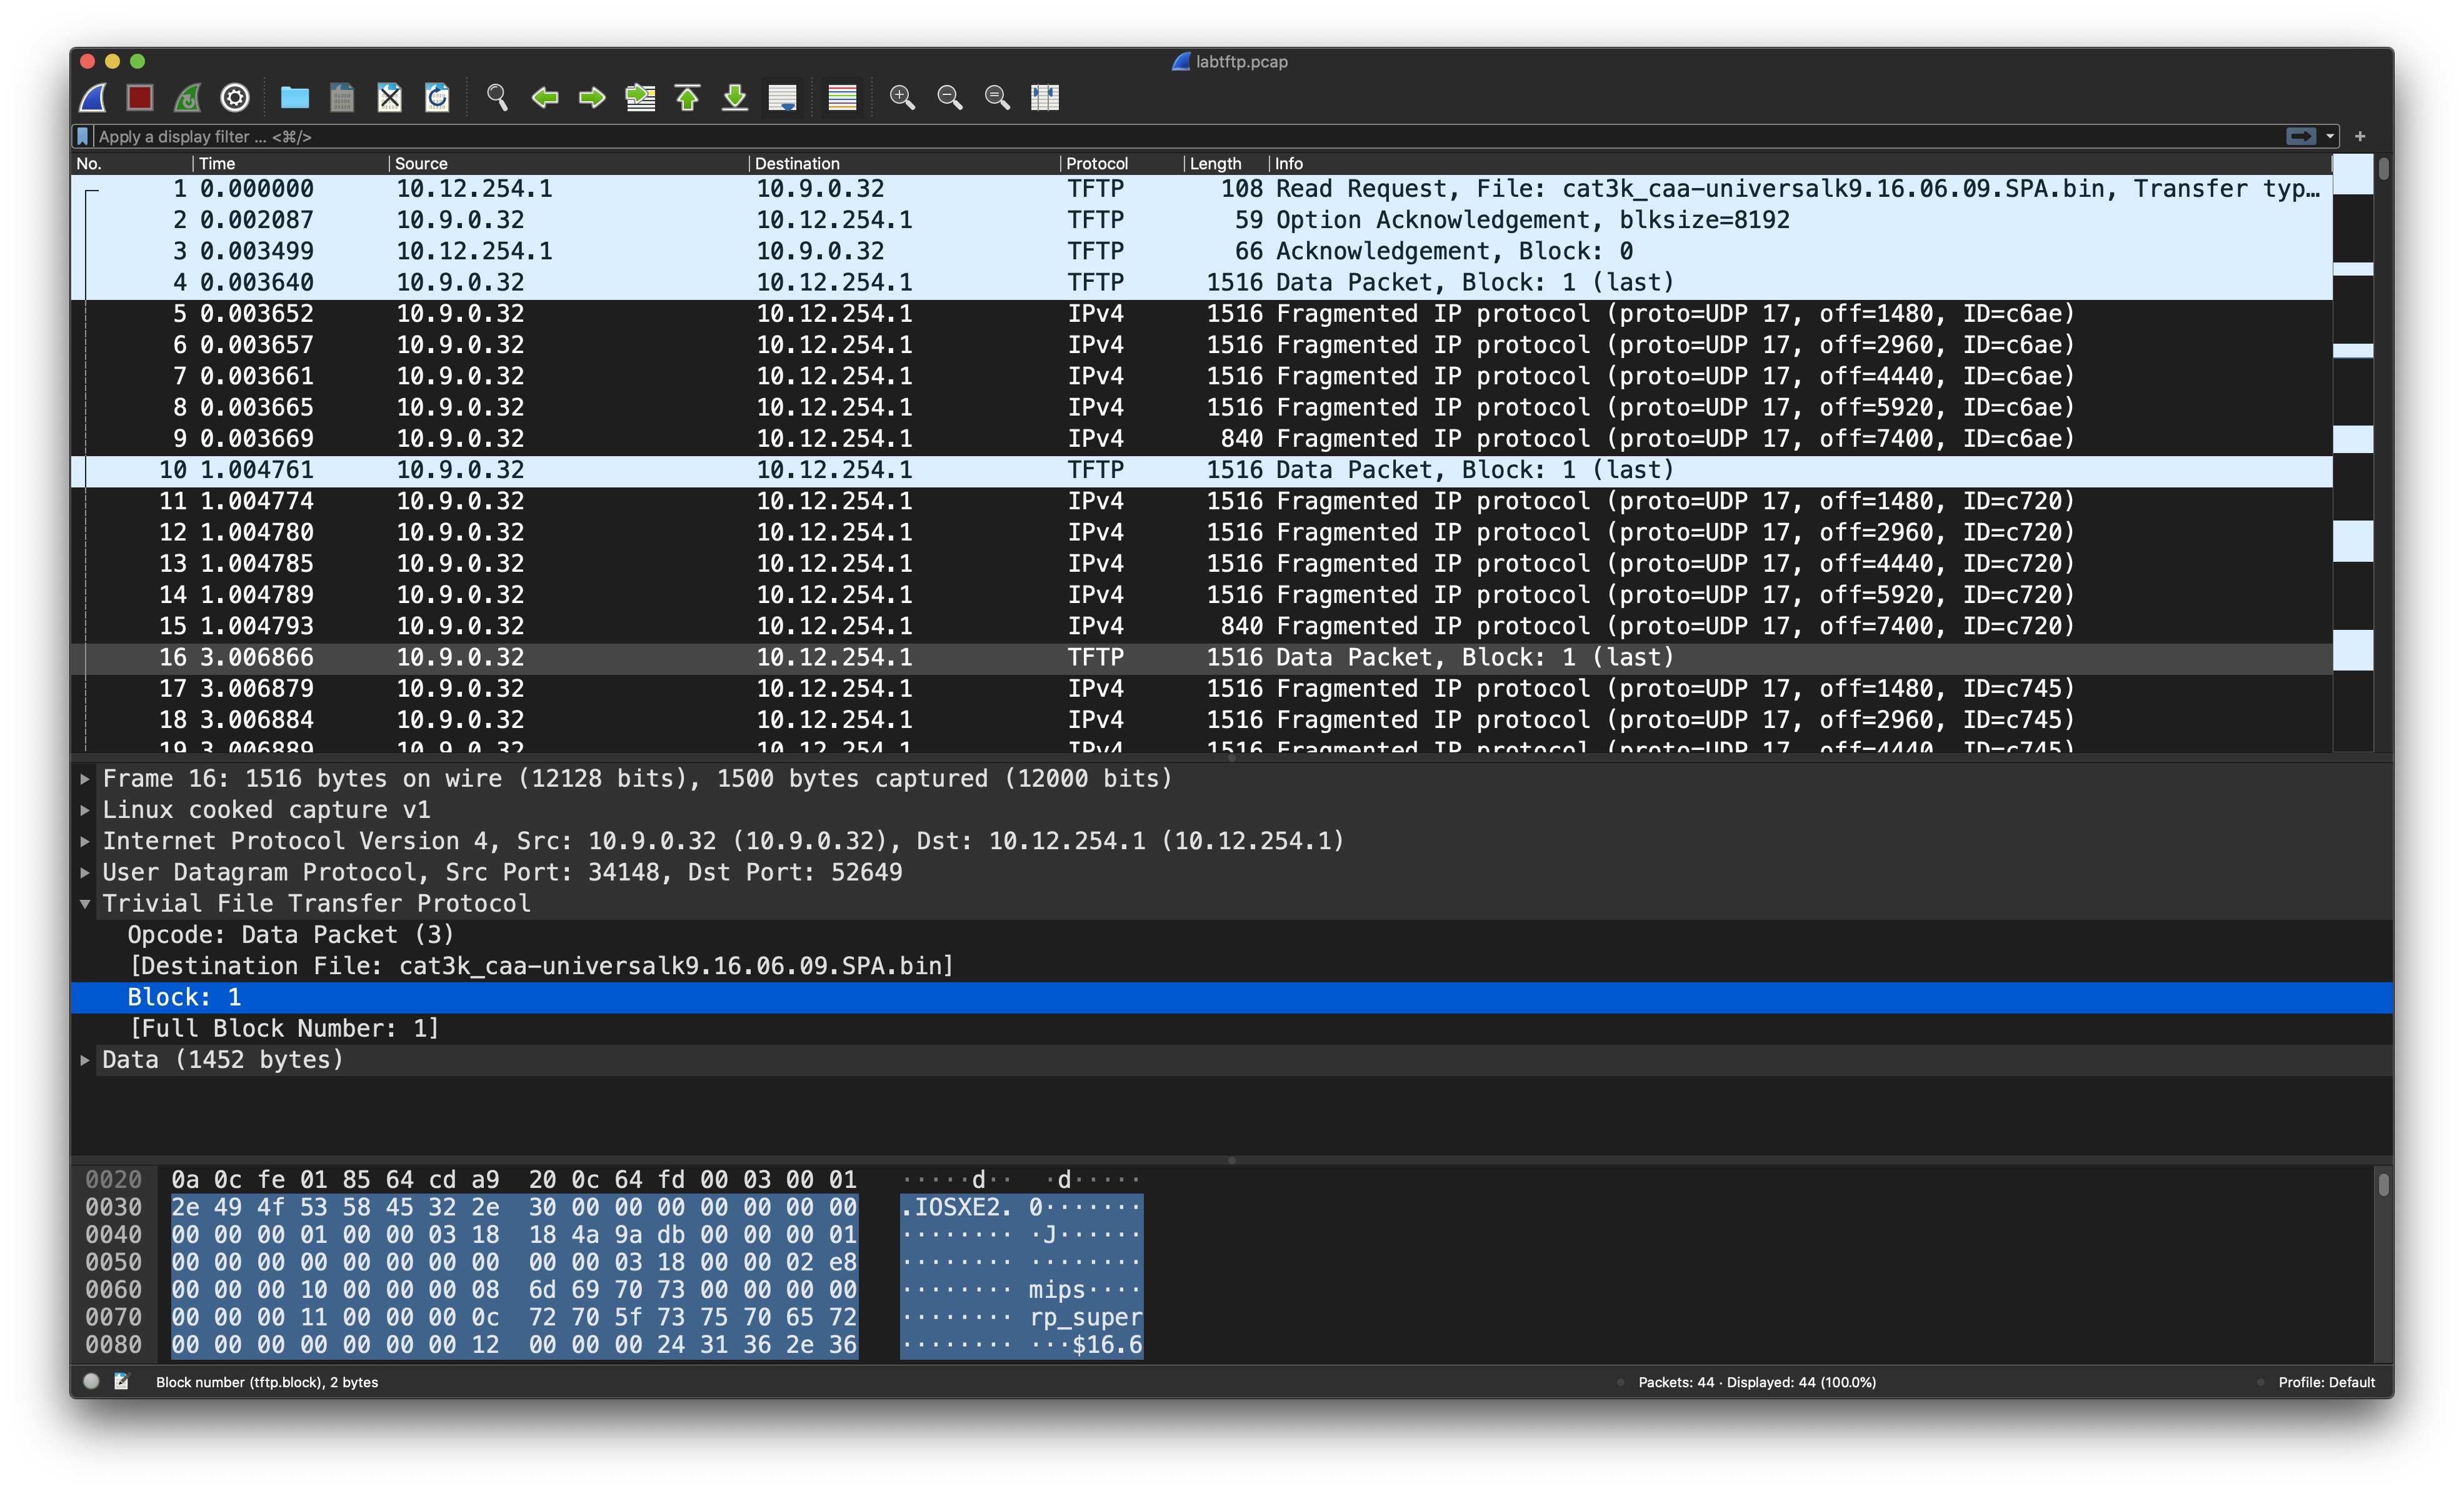 labtftp.pcap
Apply a display filter … <⌘/>
+
No. Time Source Destination Protocol Length Info
1 0.000000 10.12.254.1 10.9.0.32 TFTP 108 Read Request, File: cat3k_caa-universalk9.16.06.09.SPA.bin, Transfer typ…
2 0.002087 10.9.0.32 10.12.254.1 TFTP 59 Option Acknowledgement, blksize=8192
3 0.003499 10.12.254.1 10.9.0.32 TFTP 66 Acknowledgement, Block: 0
4 0.003640 10.9.0.32 10.12.254.1 TFTP 1516 Data Packet, Block: 1 (last)
5 0.003652 10.9.0.32 10.12.254.1 IPv4 1516 Fragmented IP protocol (proto=UDP 17, off=1480, ID=c6ae)
6 0.003657 10.9.0.32 10.12.254.1 IPv4 1516 Fragmented IP protocol (proto=UDP 17, off=2960, ID=c6ae)
7 0.003661 10.9.0.32 10.12.254.1 IPv4 1516 Fragmented IP protocol (proto=UDP 17, off=4440, ID=c6ae)
8 0.003665 10.9.0.32 10.12.254.1 IPv4 1516 Fragmented IP protocol (proto=UDP 17, off=5920, ID=c6ae)
9 0.003669 10.9.0.32 10.12.254.1 IPv4 840 Fragmented IP protocol (proto=UDP 17, off=7400, ID=c6ae)
10 1.004761 10.9.0.32 10.12.254.1 TFTP 1516 Data Packet, Block: 1 (last)
11 1.004774 10.9.0.32 10.12.254.1 IPv4 1516 Fragmented IP protocol (proto=UDP 17, off=1480, ID=c720)
12 1.004780 10.9.0.32 10.12.254.1 IPv4 1516 Fragmented IP protocol (proto=UDP 17, off=2960, ID=c720)
13 1.004785 10.9.0.32 10.12.254.1 IPv4 1516 Fragmented IP protocol (proto=UDP 17, off=4440, ID=c720)
14 1.004789 10.9.0.32 10.12.254.1 IPv4 1516 Fragmented IP protocol (proto=UDP 17, off=5920, ID=c720)
15 1.004793 10.9.0.32 10.12.254.1 IPv4 840 Fragmented IP protocol (proto=UDP 17, off=7400, ID=c720)
16 3.006866 10.9.0.32 10.12.254.1 TFTP 1516 Data Packet, Block: 1 (last)
17 3.006879 10.9.0.32 10.12.254.1 IPv4 1516 Fragmented IP protocol (proto=UDP 17, off=1480, ID=c745)
18 3.006884 10.9.0.32 10.12.254.1 IPv4 1516 Fragmented IP protocol (proto=UDP 17, off=2960, ID=c745)
19 3.006889 10.9.0.32 10.12.254.1 IPv4 1516 Fragmented IP protocol (proto=UDP 17, off=4440, ID=c745)
Frame 16: 1516 bytes on wire (12128 bits), 1500 bytes captured (12000 bits)
Linux cooked capture v1
Internet Protocol Version 4, Src: 10.9.0.32 (10.9.0.32), Dst: 10.12.254.1 (10.12.254.1)
User Datagram Protocol, Src Port: 34148, Dst Port: 52649
Trivial File Transfer Protocol
Opcode: Data Packet (3)
[Destination File: cat3k_caa-universalk9.16.06.09.SPA.bin]
Block: 1
[Full Block Number: 1]
Data (1452 bytes)
0020 0a 0c fe 01 85 64 cd a9 20 0c 64 fd 00 03 00 01 ·····d·· ·d·····
0030 2e 49 4f 53 58 45 32 2e 30 00 00 00 00 00 00 00 .IOSXE2. 0·······
0040 00 00 00 01 00 00 03 18 18 4a 9a db 00 00 00 01 ········ ·J······
0050 00 00 00 00 00 00 00 00 00 00 03 18 00 00 02 e8 ········ ········
0060 00 00 00 10 00 00 00 08 6d 69 70 73 00 00 00 00 ········ mips····
0070 00 00 00 11 00 00 00 0c 72 70 5f 73 75 70 65 72 ········ rp_super
0080 00 00 00 00 00 00 00 12 00 00 00 24 31 36 2e 36 ········ ···$16.6
Block number (tftp.block), 2 bytes
Packets: 44 · Displayed: 44 (100.0%)
Profile: Default